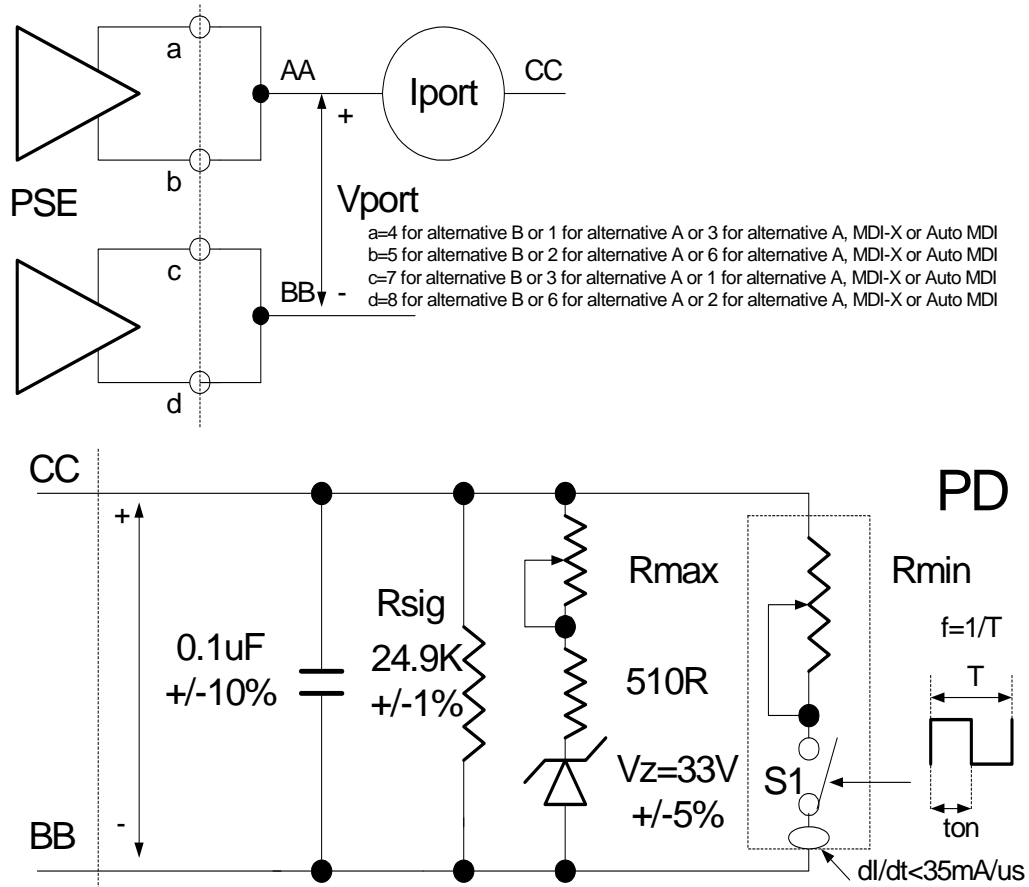 a
AA
CC
Iport
+
b
PSE
Vport
a=4 for alternative B or 1 for alternative A or 3 for alternative A, MDI-X or Auto MDI
b=5 for alternative B or 2 for alternative A or 6 for alternative A, MDI-X or Auto MDI
c
c=7 for alternative B or 3 for alternative A or 1 for alternative A, MDI-X or Auto MDI
BB
-
d=8 for alternative B or 6 for alternative A or 2 for alternative A, MDI-X or Auto MDI
d
CC
PD
+
Rmax
Rmin
Rsig
f=1/T
0.1uF
24.9K
T
+/-10%
+/-1%
510R
Vz=33V
S1
+/-5%
-
ton
BB
dI/dt<35mA/us